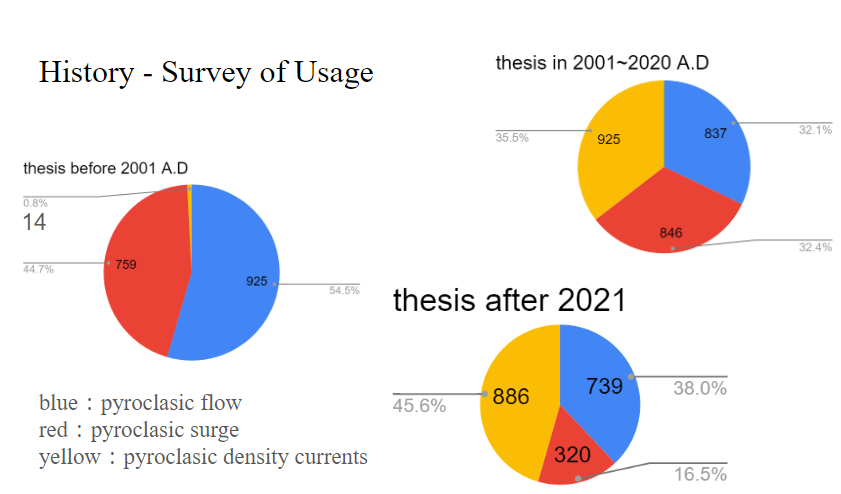 History - Survey of Usage
thesis before 2001 A.D
0.8%
14
44.7%
759
925
54.5%
thesis in 2001~2020 A.D
35.5%
925
837
32.1%
846
32.4%
thesis after 2021
45.6%
886
739
38.0%
320
16.5%
blue：pyroclasic flow
red：pyroclasic surge
yellow：pyroclasic density currents